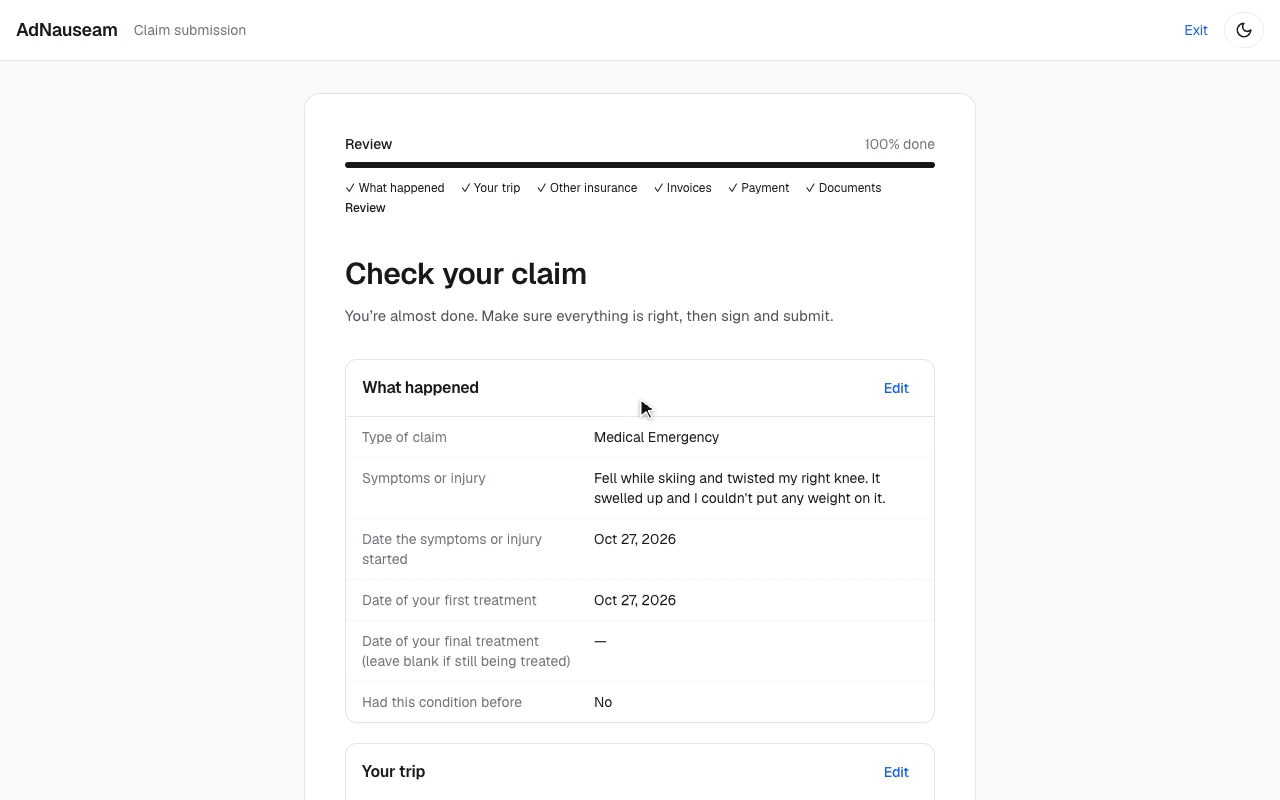 AdNauseam Claim submission Exit
Review 100% done
✓ What happened ✓ Your trip ✓ Other insurance ✓ Invoices ✓ Payment ✓ Documents
Review
Check your claim
You're almost done. Make sure everything is right, then sign and submit.
What happened Edit
Type of claim Medical Emergency
Symptoms or injury Fell while skiing and twisted my right knee. It
swelled up and I couldn't put any weight on it.
Date the symptoms or injury Oct 27, 2026
started
Date of your first treatment Oct 27, 2026
Date of your final treatment —
(leave blank if still being treated)
Had this condition before No
Your trip Edit